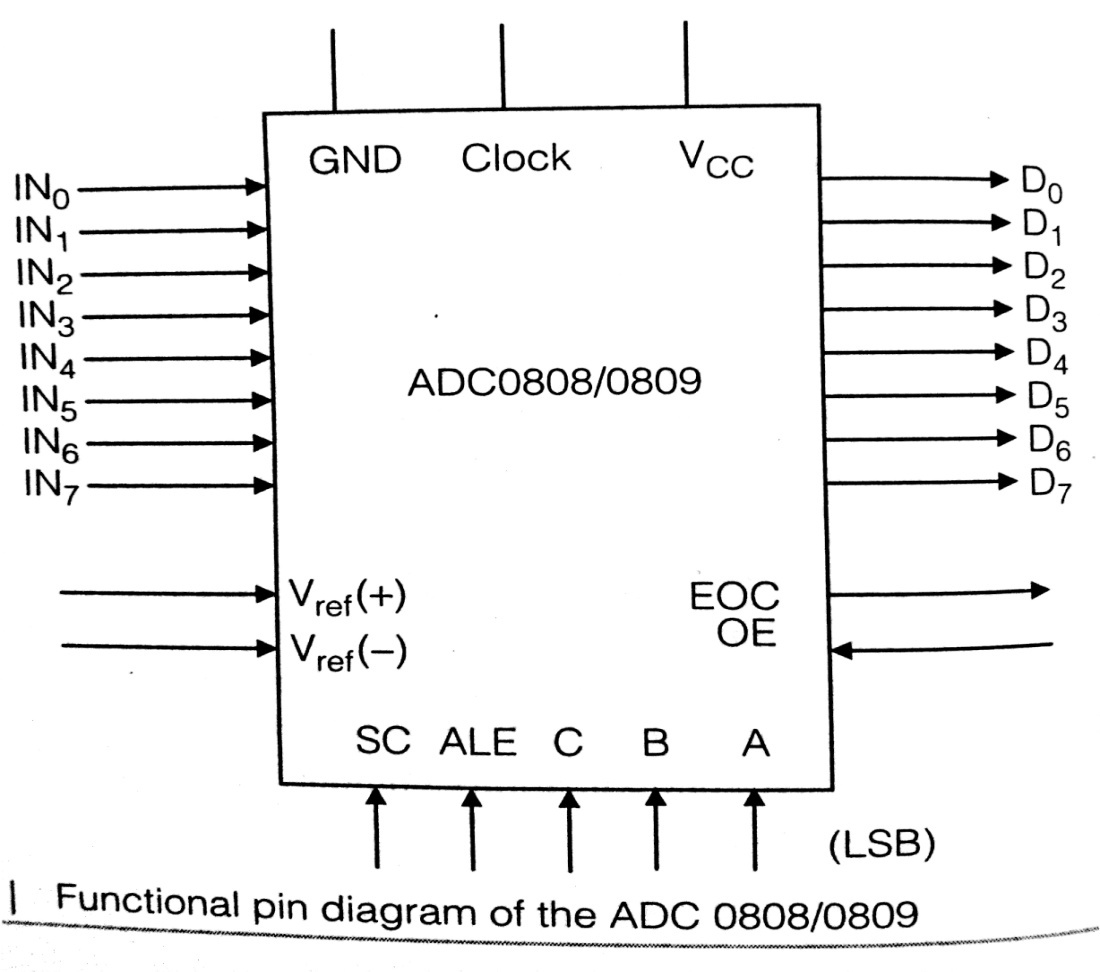 GND Clock VCC
IN0 D0
IN1 D1
IN2 D2
IN3 D3
IN4 D4
ADC0808/0809
IN5 D5
IN6 D6
IN7 D7
Vref(+) EOC
OE
Vref(–)
SC ALE C B A
(LSB)
Functional pin diagram of the ADC 0808/0809